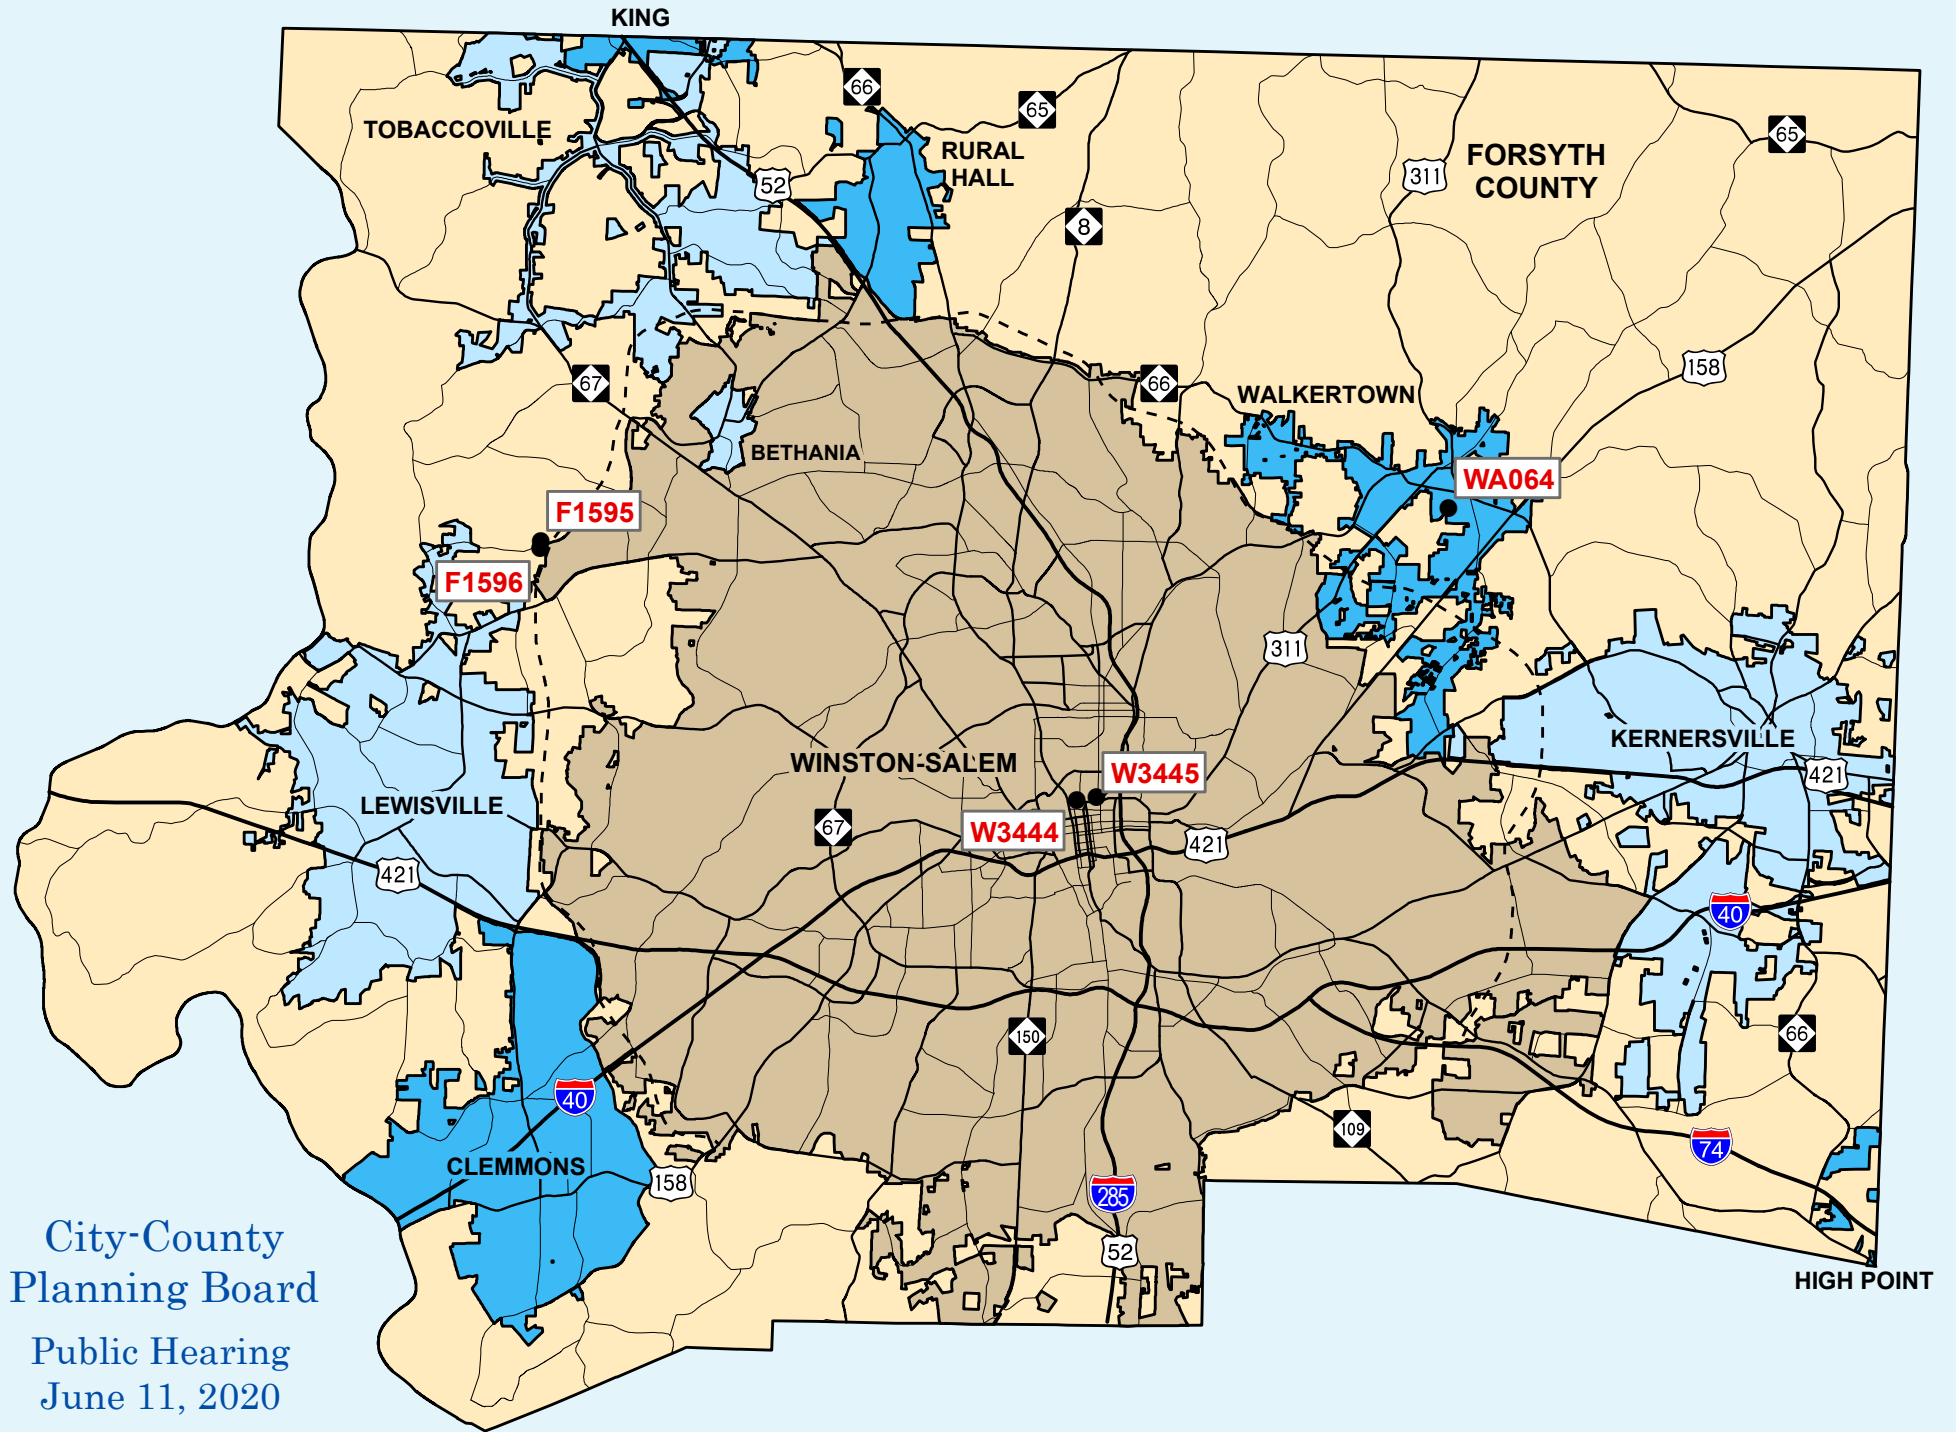 KING
66
65
TOBACCOVILLE
RURAL
HALL
65
FORSYTH
COUNTY
311
52
8
158
67
66
WALKERTOWN
BETHANIA
WA064
F1595
F1596
311
KERNERSVILLE
WINSTON-SALEM
W3445
421
LEWISVILLE
67
W3444
421
421
40
150
66
40
109
74
CLEMMONS
158
285
52
City-County
Planning Board
HIGH POINT
Public Hearing
June 11, 2020